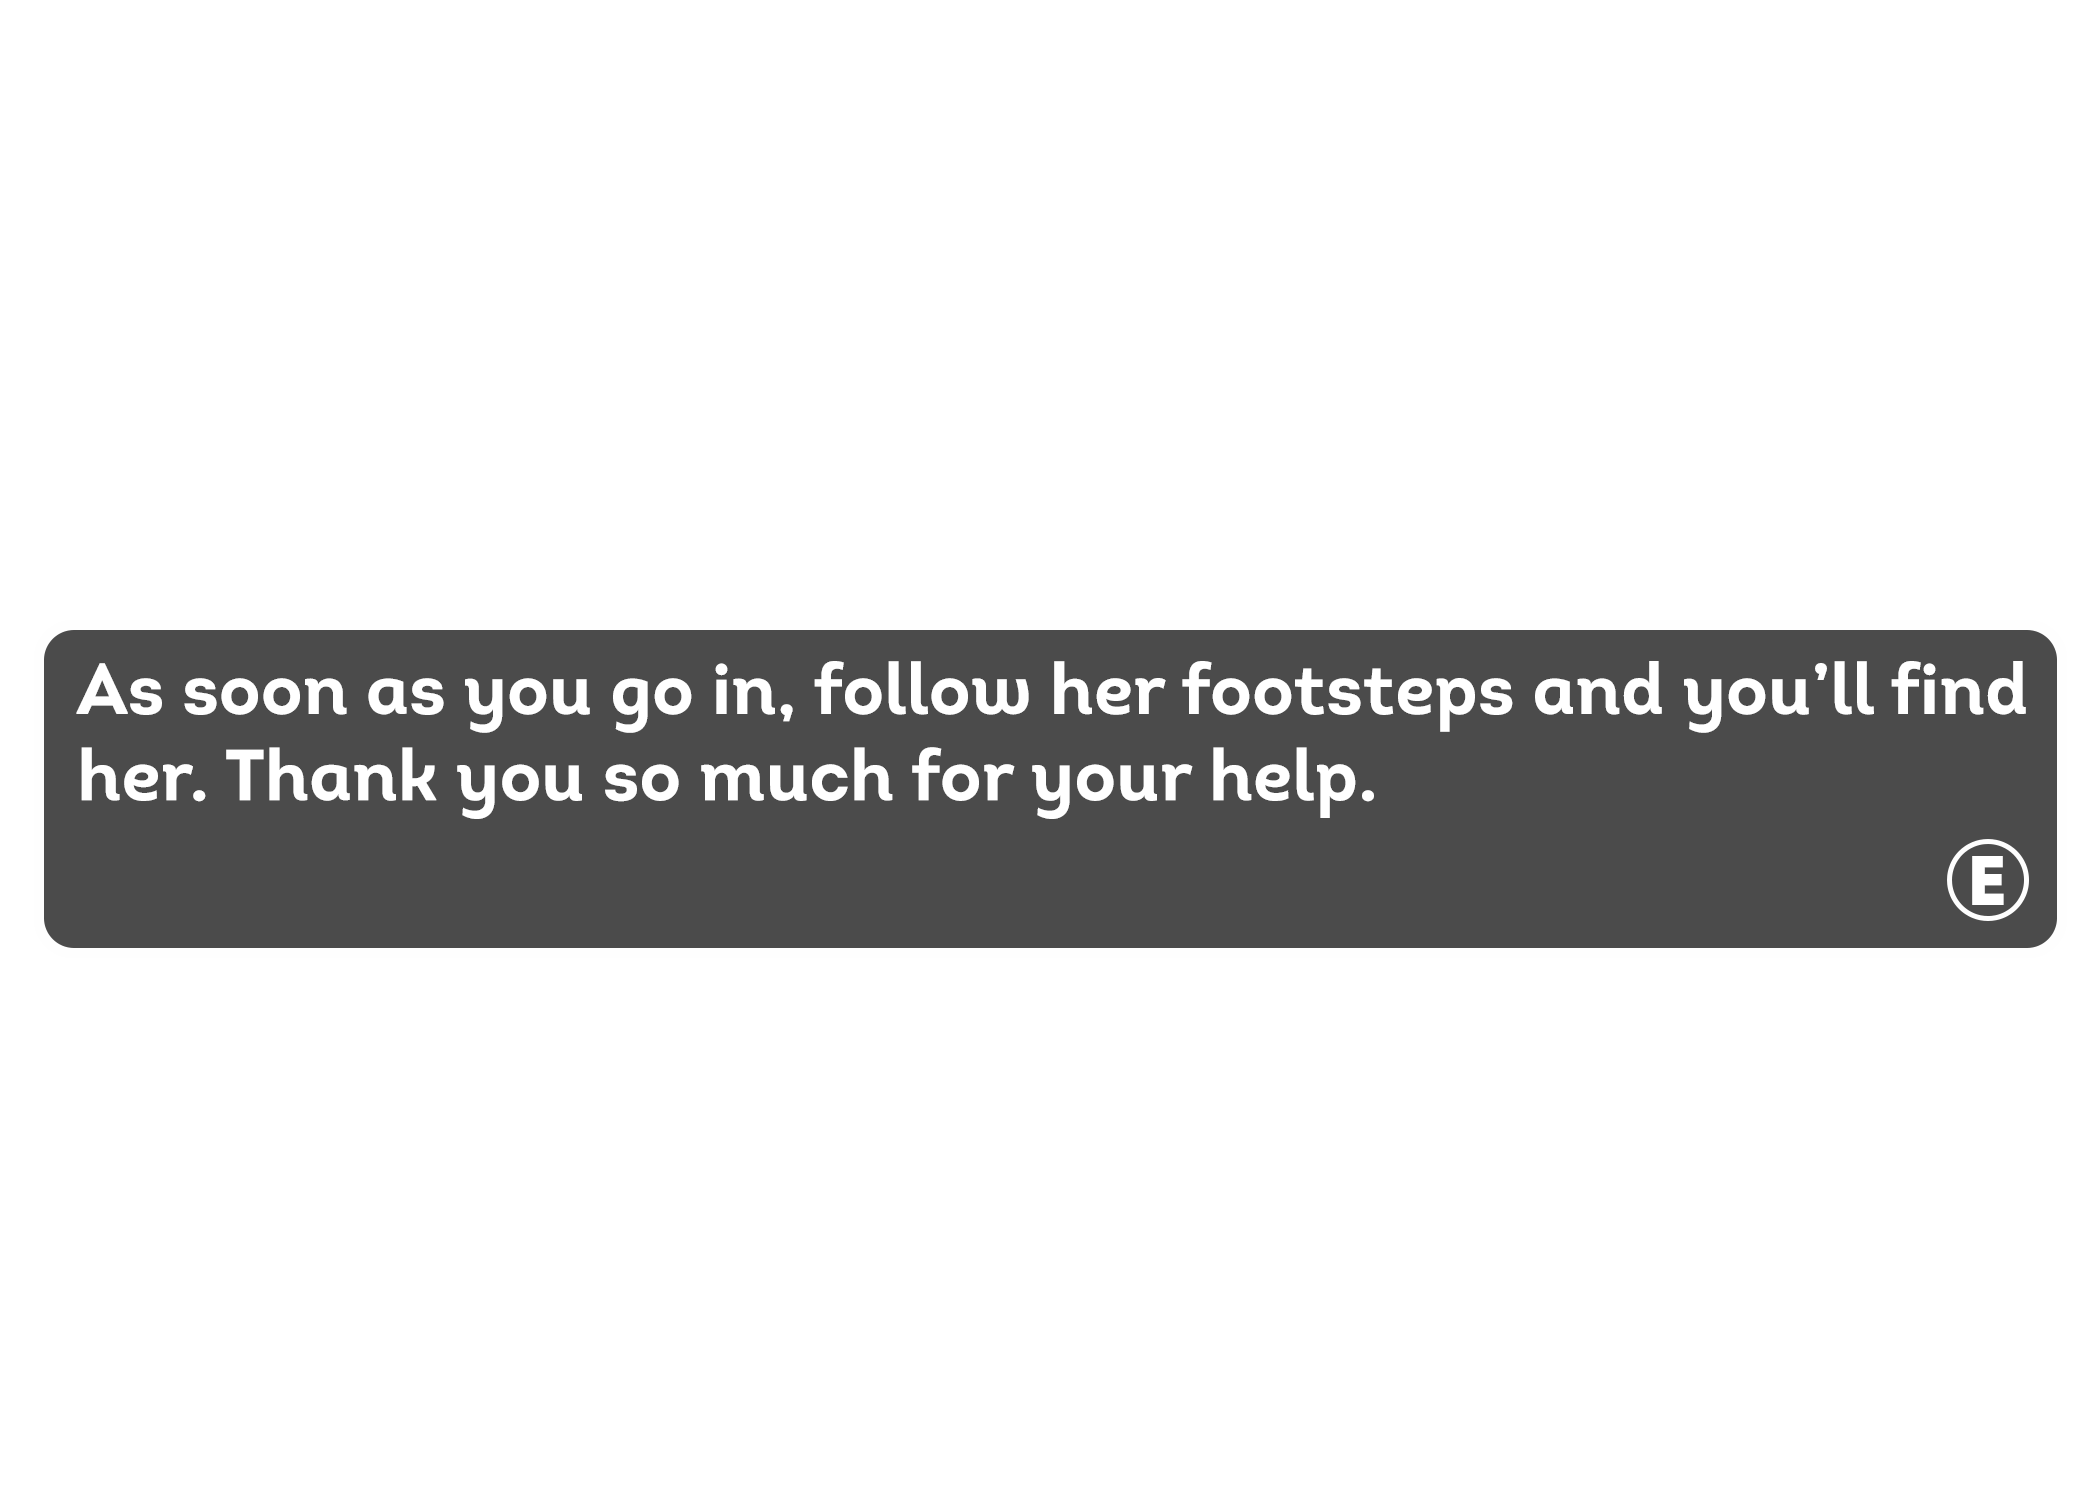 As soon as you go in, follow her footsteps and you’ll find
her. Thank you so much for your help.
E